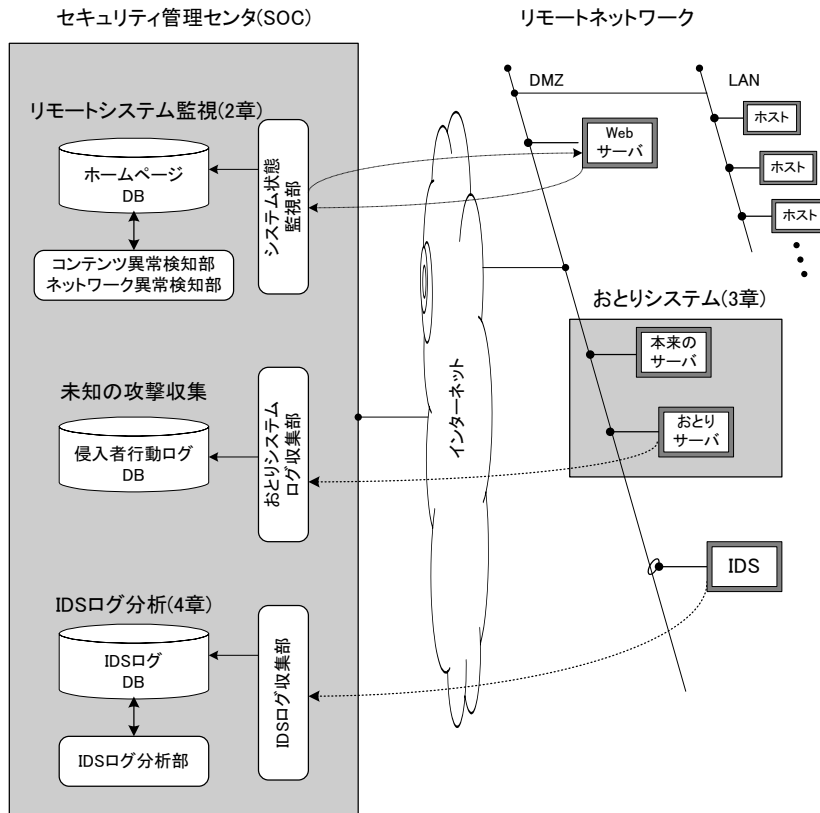 セキュリティ管理センタ(SOC)
リモートネットワーク
リモートシステム監視(2章)
ホームページ
DB
コンテンツ異常検知部
ネットワーク異常検知部
システム状態
監視部
未知の攻撃収集
侵入者行動ログ
DB
おとりシステム
ログ収集部
IDSログ分析(4章)
IDSログ
DB
IDSログ分析部
IDSログ収集部
インターネット
DMZ
LAN
Web
サーバ
ホスト
ホスト
ホスト
おとりシステム(3章)
本来の
サーバ
おとり
サーバ
IDS